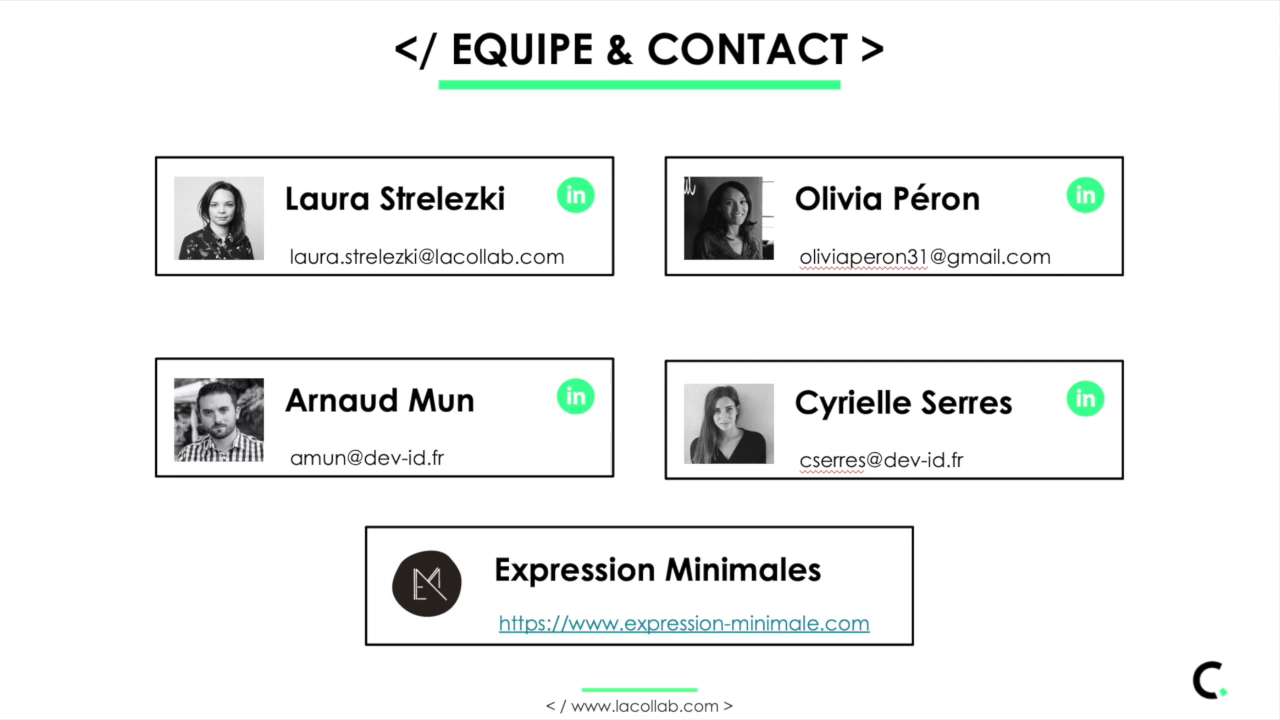 </ EQUIPE & CONTACT >
Laura Strelezki
in
laura.strelezki@lacollab.com
Olivia Péron
in
oliviaperon31@gmail.com
Arnaud Mun
in
amun@dev-id.fr
Cyrielle Serres
in
cserres@dev-id.fr
Expression Minimales
https://www.expression-minimale.com
C.
< / www.lacollab.com >